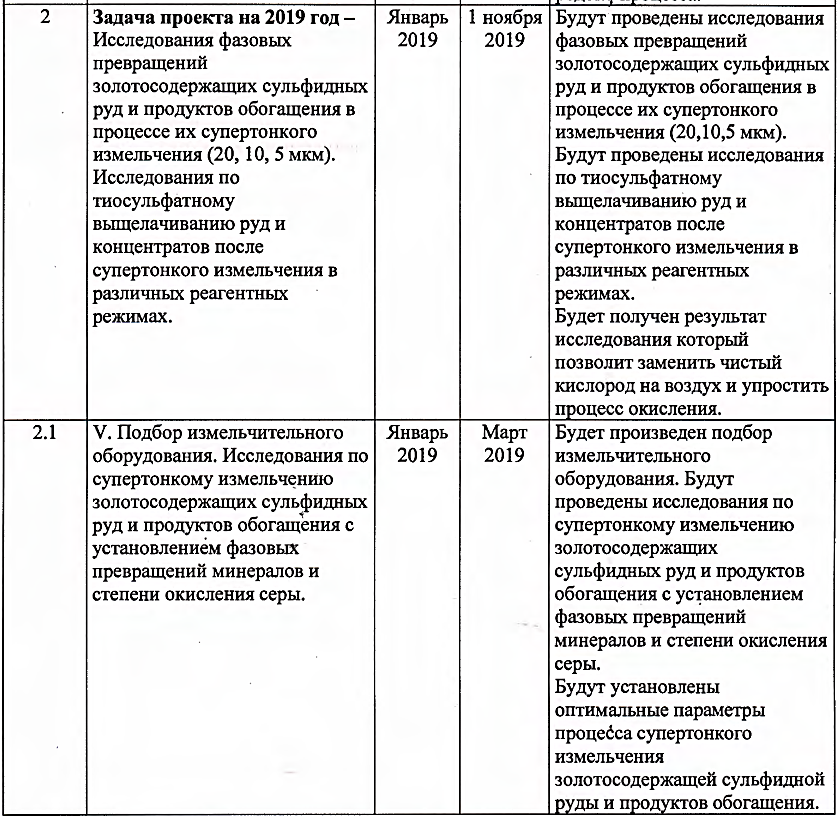 2
Задача проекта на 2019 год –
Исследования фазовых
превращений
золотосодержащих сульфидных
руд и продуктов обогащения в
процессе их супертонкого
измельчения (20, 10, 5 мкм).
Исследования по
тиосульфатному
выщелачиванию руд и
концентратов после
супертонкого измельчения в
различных реагентных
режимах.
Январь
2019
1 ноября
2019
Будут проведены исследования
фазовых превращений
золотосодержащих сульфидных
руд и продуктов обогащения в
процессе их супертонкого
измельчения (20,10,5 мкм).
Будут проведены исследования
по тиосульфатному
выщелачиванию руд и
концентратов после
супертонкого измельчения в
различных реагентных
режимах.
Будет получен результат
исследования который
позволит заменить чистый
кислород на воздух и упростить
процесс окисления.
2.1
V. Подбор измельчительного
оборудования. Исследования по
супертонкому измельчению
золотосодержащих сульфидных
руд и продуктов обогащения с
установлением фазовых
превращений минералов и
степени окисления серы.
Январь
2019
Март
2019
Будет произведен подбор
измельчительного
оборудования. Будут
проведены исследования по
супертонкому измельчению
золотосодержащих
сульфидных руд и продуктов
обогащения с установлением
фазовых превращений
минералов и степени окисления
серы.
Будут установлены
оптимальные параметры
процесса супертонкого
измельчения
золотосодержащей сульфидной
руды и продуктов обогащения.